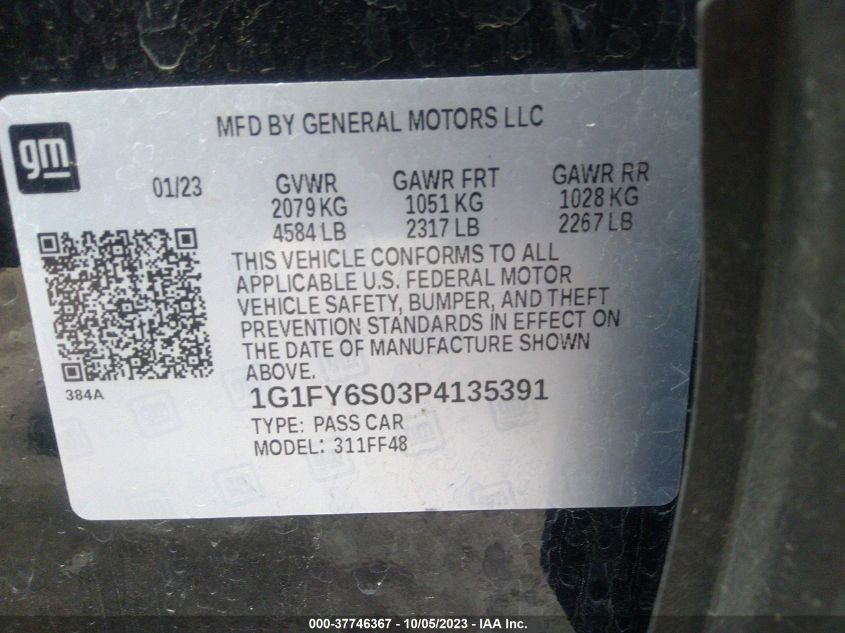 MFD BY GENERAL MOTORS LLC
gm
01/23 GVWR GAWR FRT GAWR RR
2079 KG 1051 KG 1028 KG
4584 LB 2317 LB 2267 LB
THIS VEHICLE CONFORMS TO ALL
APPLICABLE U.S. FEDERAL MOTOR
VEHICLE SAFETY, BUMPER, AND THEFT
PREVENTION STANDARDS IN EFFECT ON
THE DATE OF MANUFACTURE SHOWN
ABOVE.
384A
1G1FY6S03P4135391
TYPE: PASS CAR
MODEL: 311FF48
000-37746367 - 10/05/2023 - IAA Inc.